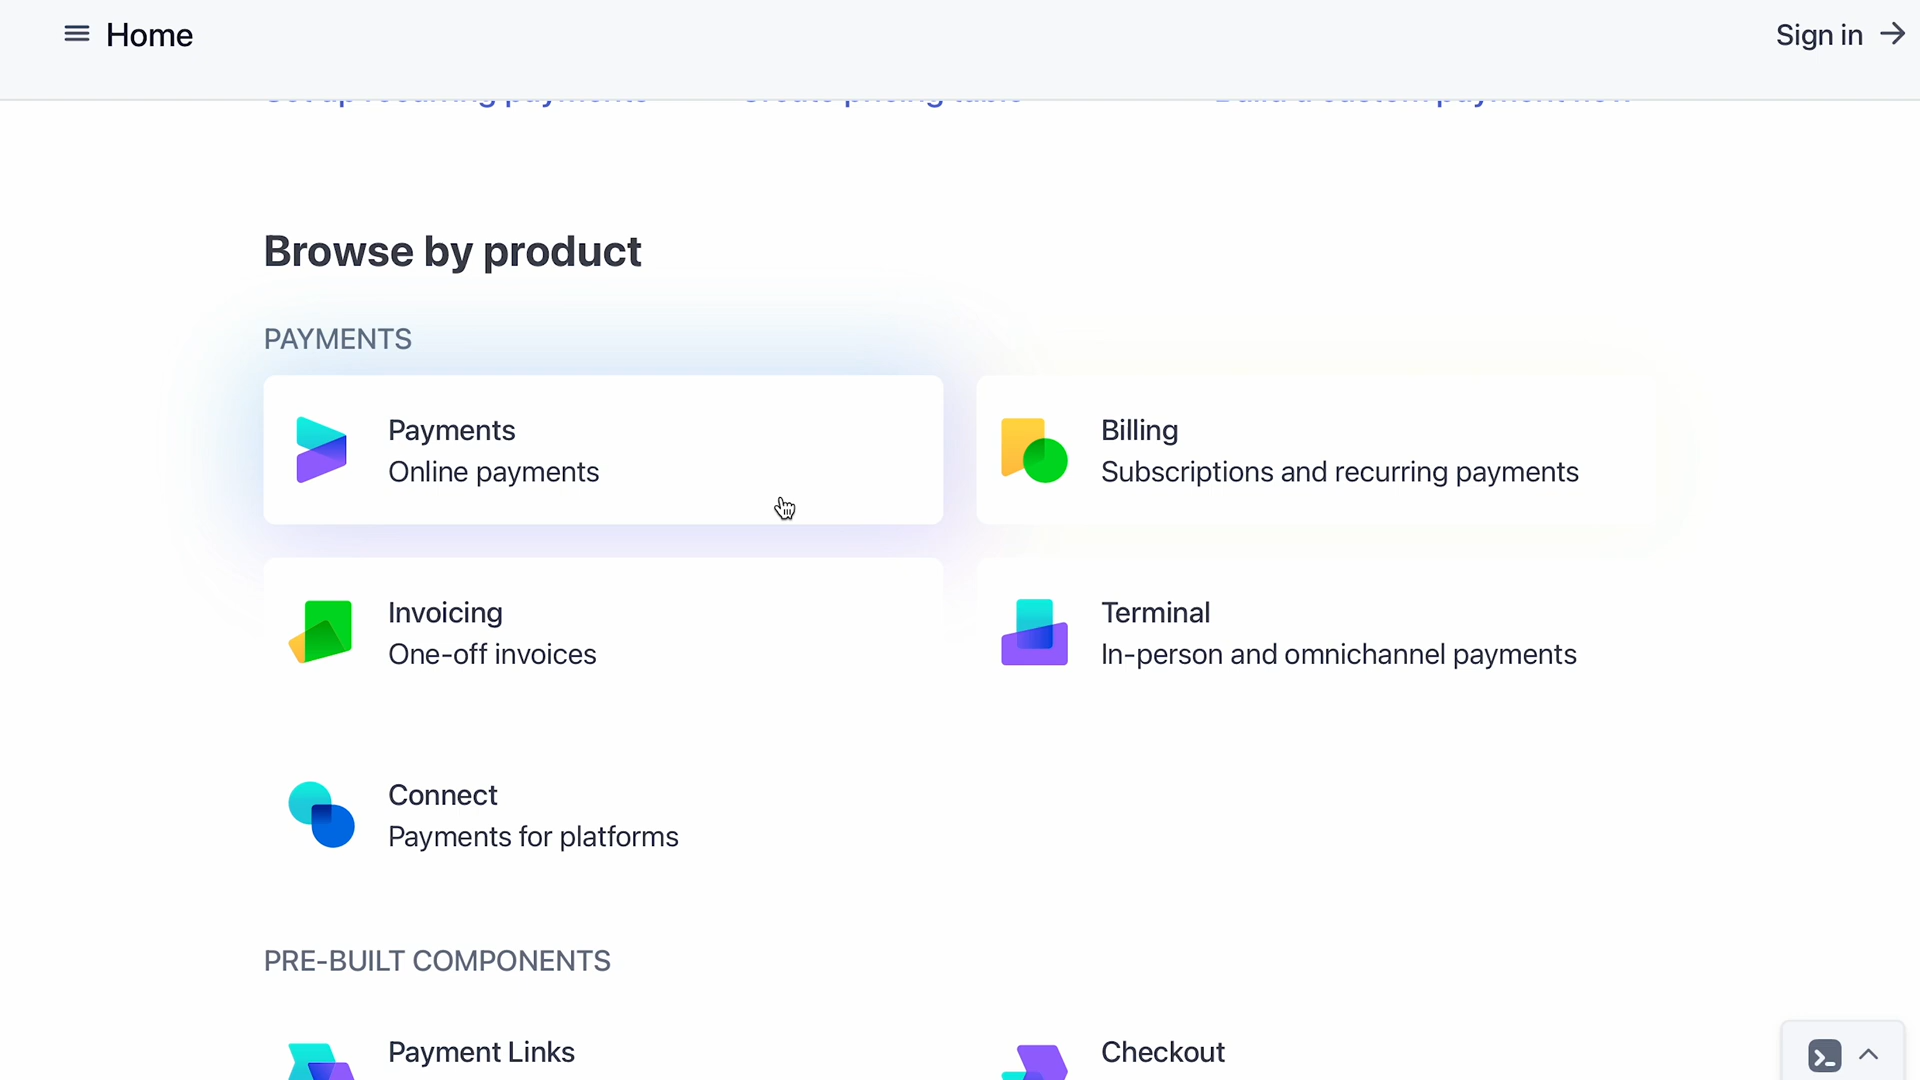 Home
Sign in
Browse by product
PAYMENTS
Payments
Online payments
Billing
Subscriptions and recurring payments
Invoicing
One-off invoices
Terminal
In-person and omnichannel payments
Connect
Payments for platforms
PRE-BUILT COMPONENTS
Payment Links
Checkout